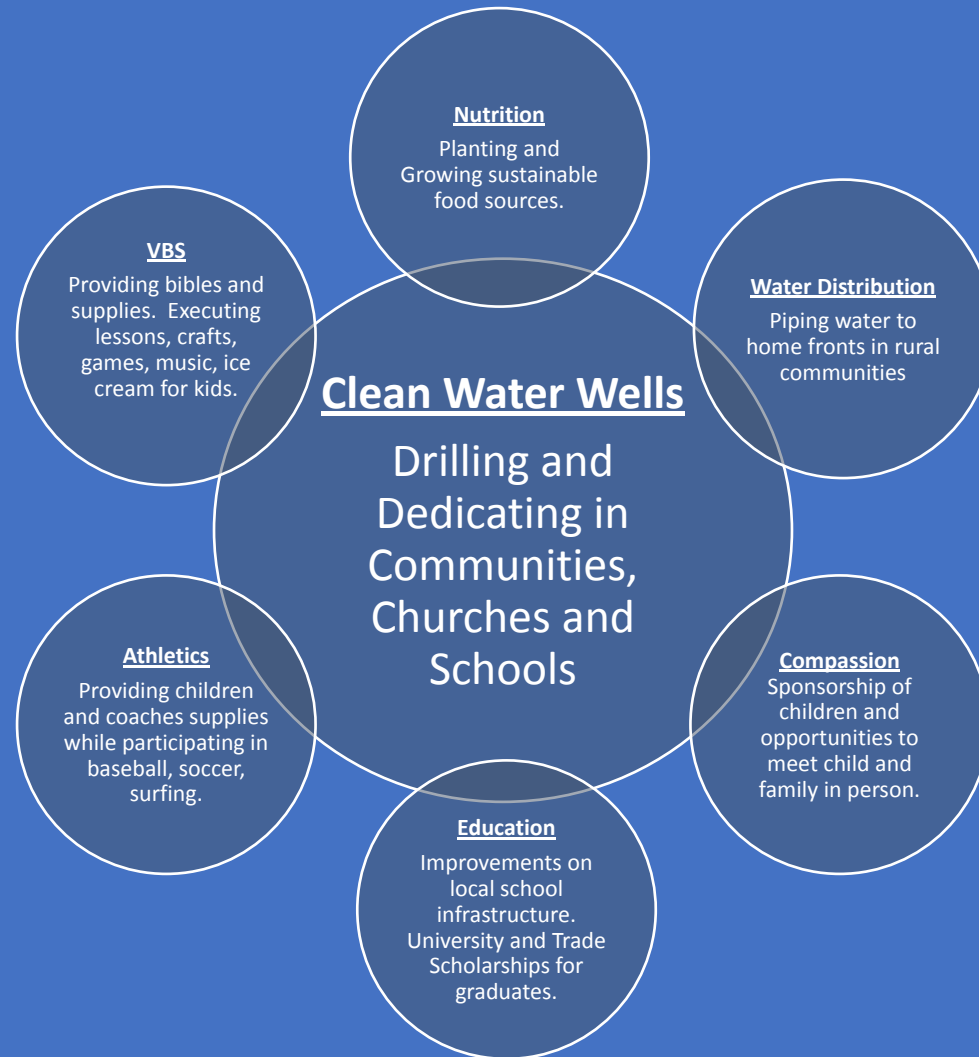 Nutrition
Planting and
Growing sustainable
food sources.
VBS
Providing bibles and
supplies.  Executing
lessons, crafts,
games, music, ice
cream for kids.
Water Distribution
Piping water to
home fronts in rural
communities
Clean Water Wells
Drilling and
Dedicating in
Communities,
Churches and
Schools
Athletics
Providing children
and coaches supplies
while participating in
baseball, soccer,
surfing.
Compassion
Sponsorship of
children and
opportunities to
meet child and
family in person.
Education
Improvements on
local school
infrastructure.
University and Trade
Scholarships for
graduates.